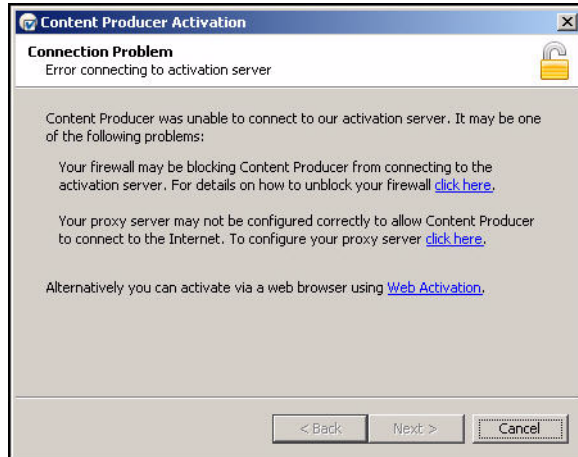 Content Producer Activation
Connection Problem
Error connecting to activation server
Content Producer was unable to connect to our activation server. It may be one
of the following problems:
Your firewall may be blocking Content Producer from connecting to the
activation server. For details on how to unblock your firewall click here.
Your proxy server may not be configured correctly to allow Content Producer
to connect to the Internet. To configure your proxy server click here.
Alternatively you can activate via a web browser using Web Activation.
< Back
Next >
Cancel